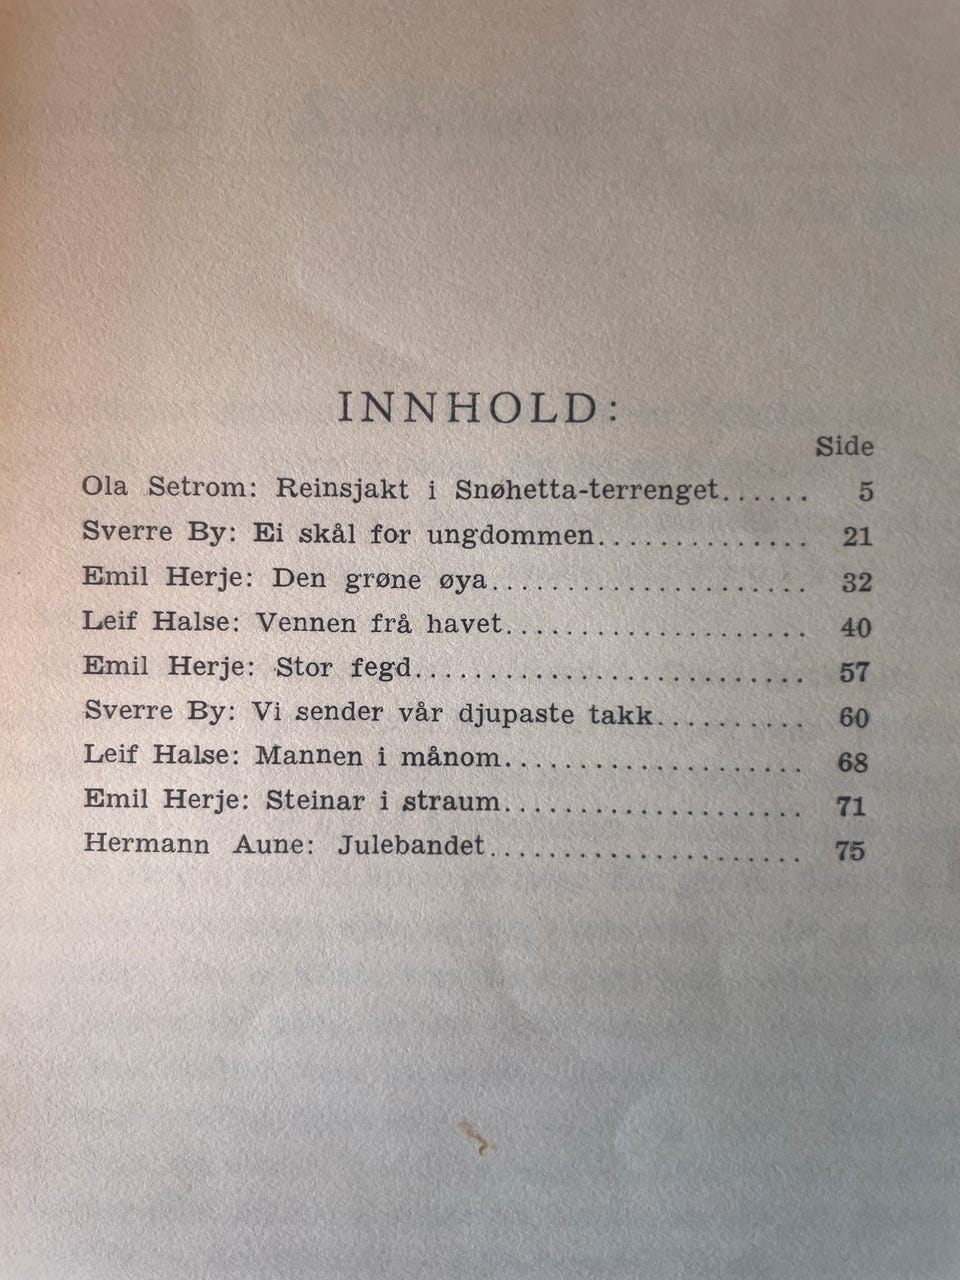 INNHOLD:
Side
Ola Setrom: Reinsjakt i Snøhetta-terrenget...... 5
Sverre By: Ei skål for ungdommen.............. 21
Emil Herje: Den grøne øya..................... 32
Leif Halse: Vennen frå havet.................... 40
Emil Herje: Stor fegd.......................... 57
Sverre By: Vi sender vår djupaste takk.......... 60
Leif Halse: Mannen i månom.................... 68
Emil Herje: Steinar i straum.................... 71
Hermann Aune: Julebandet..................... 75